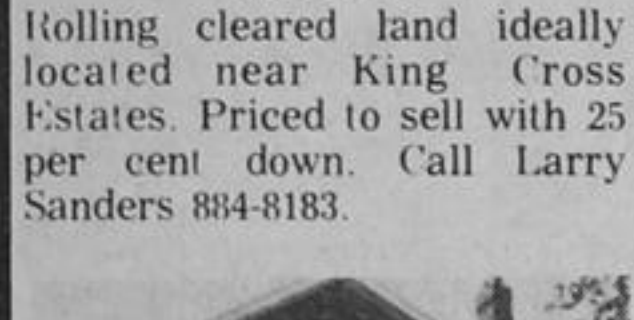 Rolling cleared land ideally
located near King Cross
Estates. Priced to sell with 25
per cent down. Call Larry
Sanders 884-8183.